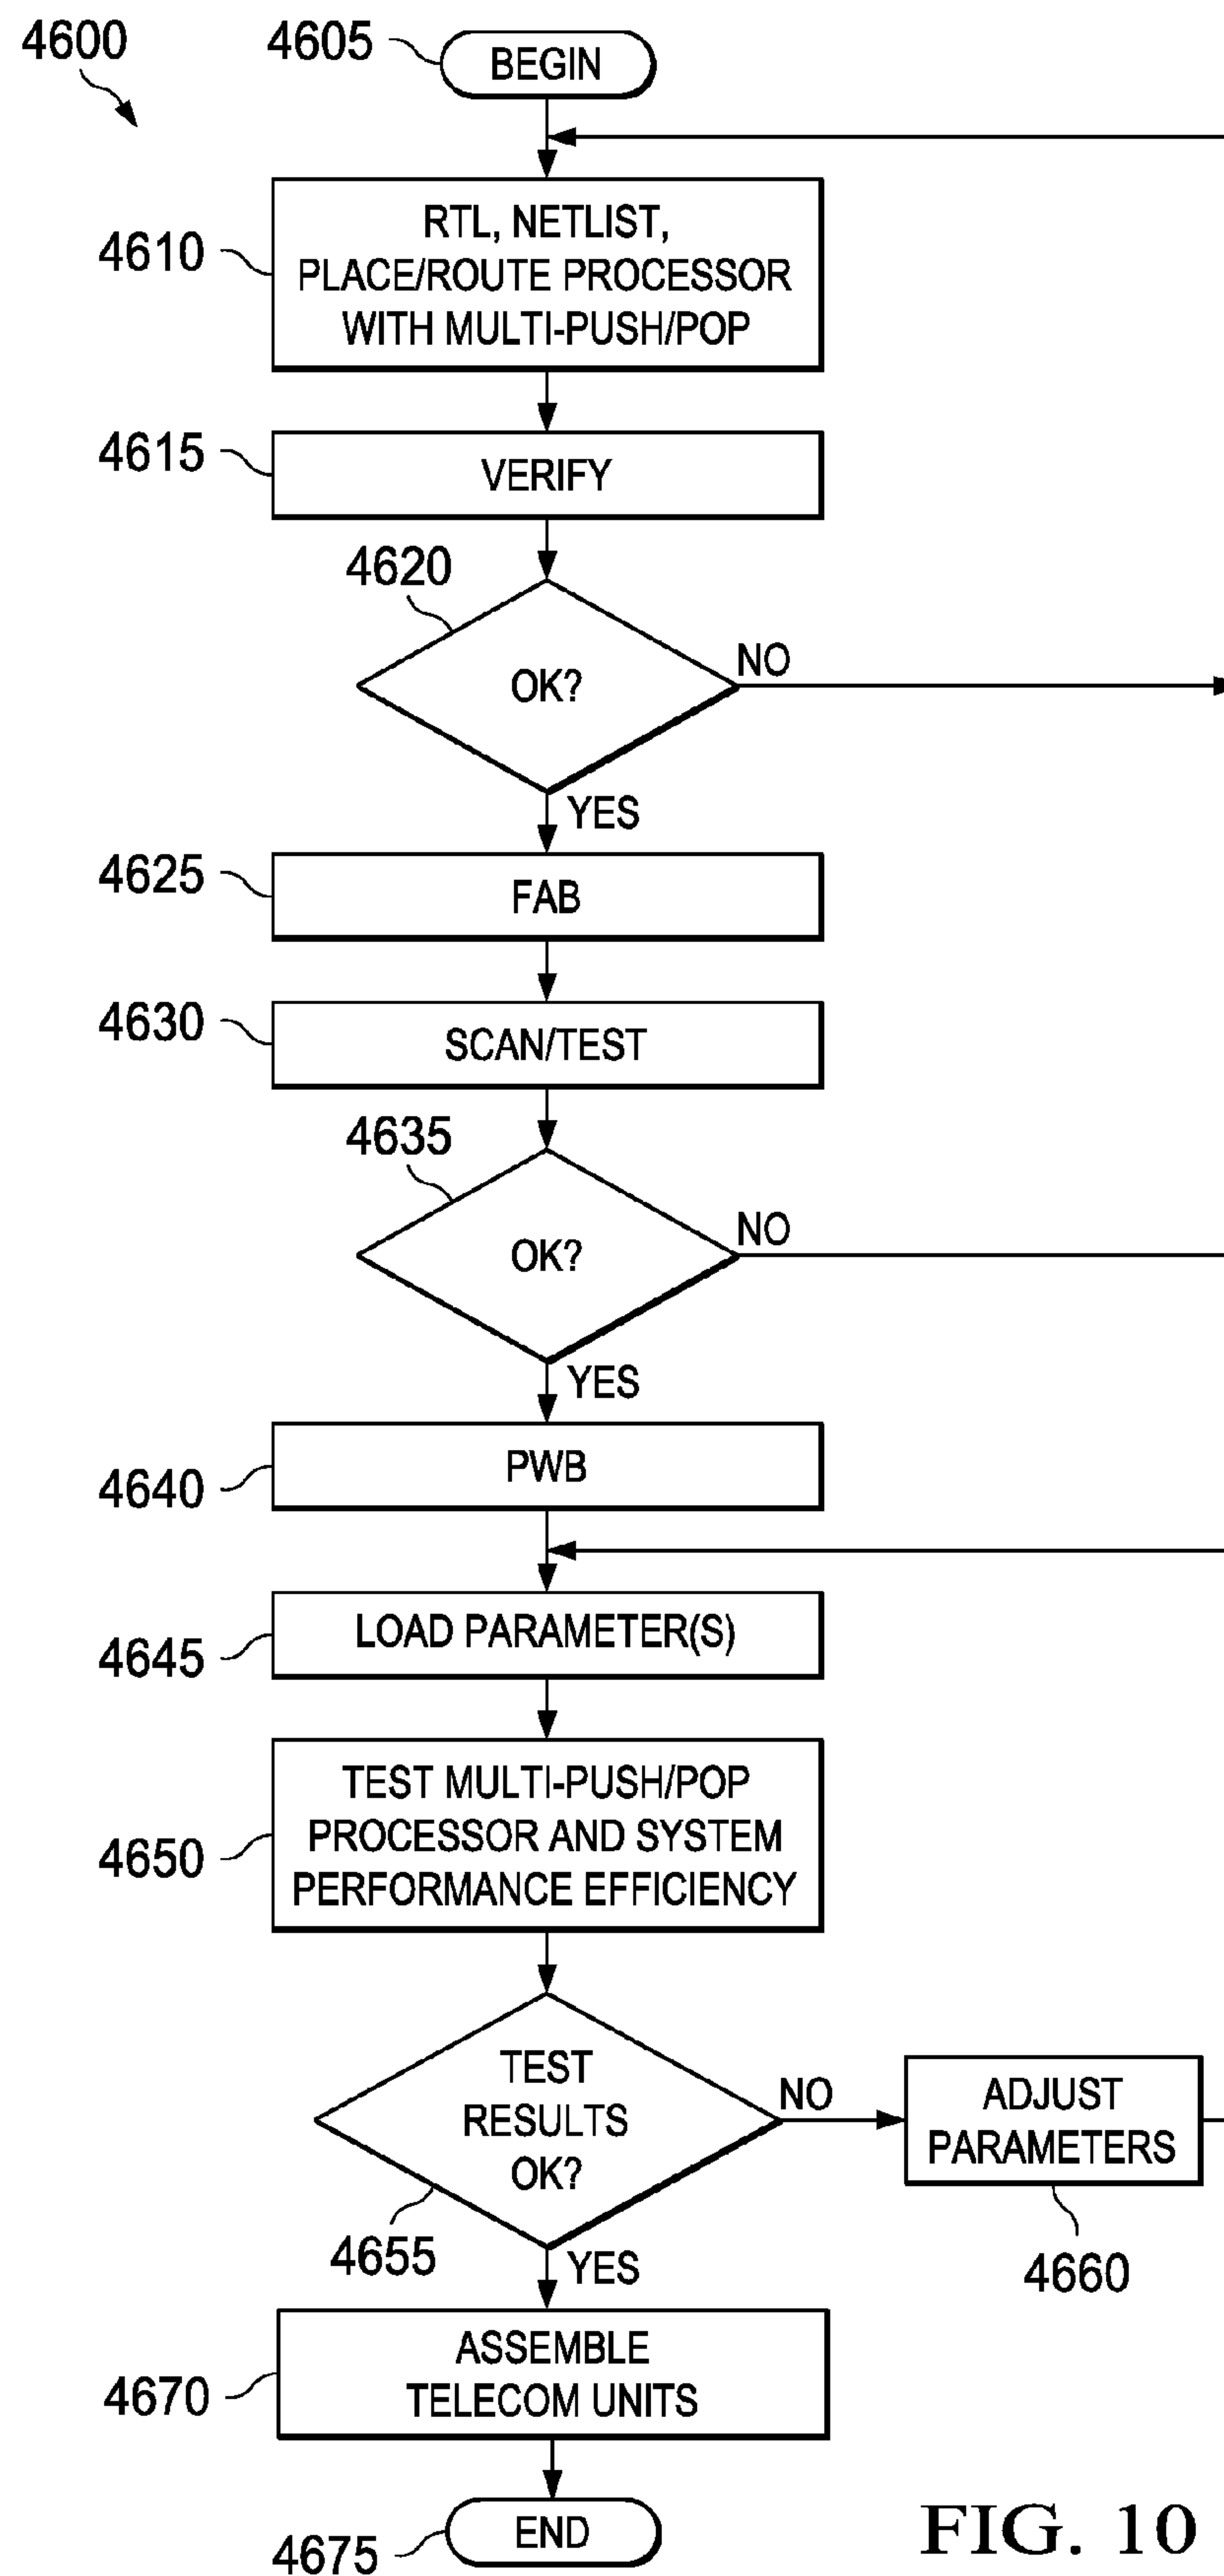 4600
4605
BEGIN
4610
RTL, NETLIST,
PLACE/ROUTE PROCESSOR
WITH MULTI-PUSH/POP
4615
VERIFY
4620
OK?
NO
YES
4625
FAB
4630
SCAN/TEST
4635
OK?
NO
YES
4640
PWB
4645
LOAD PARAMETER(S)
4650
TEST MULTI-PUSH/POP
PROCESSOR AND SYSTEM
PERFORMANCE EFFICIENCY
TEST
RESULTS
OK?
4655
NO
ADJUST
PARAMETERS
4660
YES
4670
ASSEMBLE
TELECOM UNITS
4675
END
FIG. 10